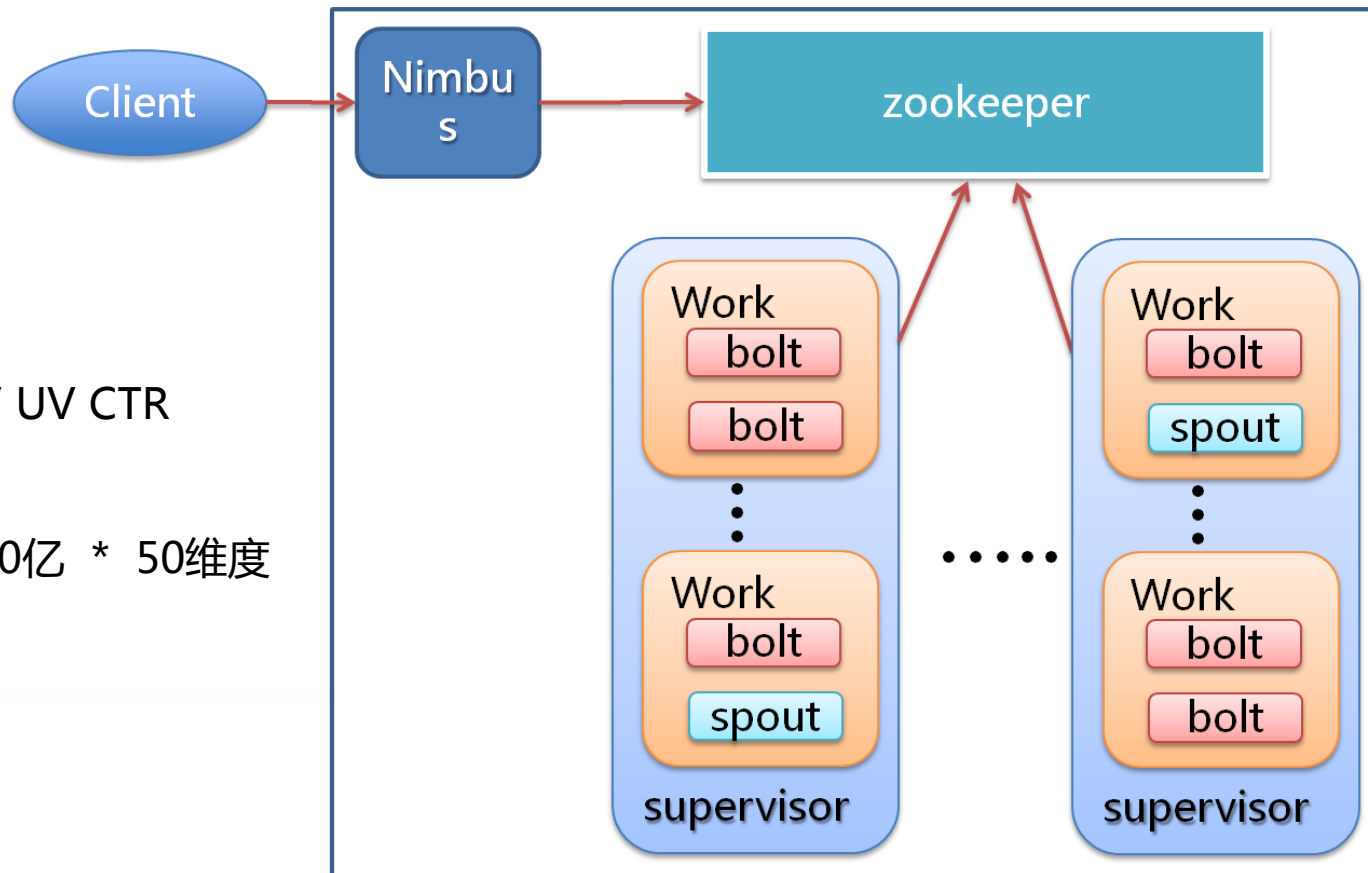 Client
Nimbu
s
zookeeper
UV CTR
0亿 * 50维度
Work
bolt
bolt
Work
bolt
spout
supervisor
Work
bolt
spout
Work
bolt
bolt
supervisor